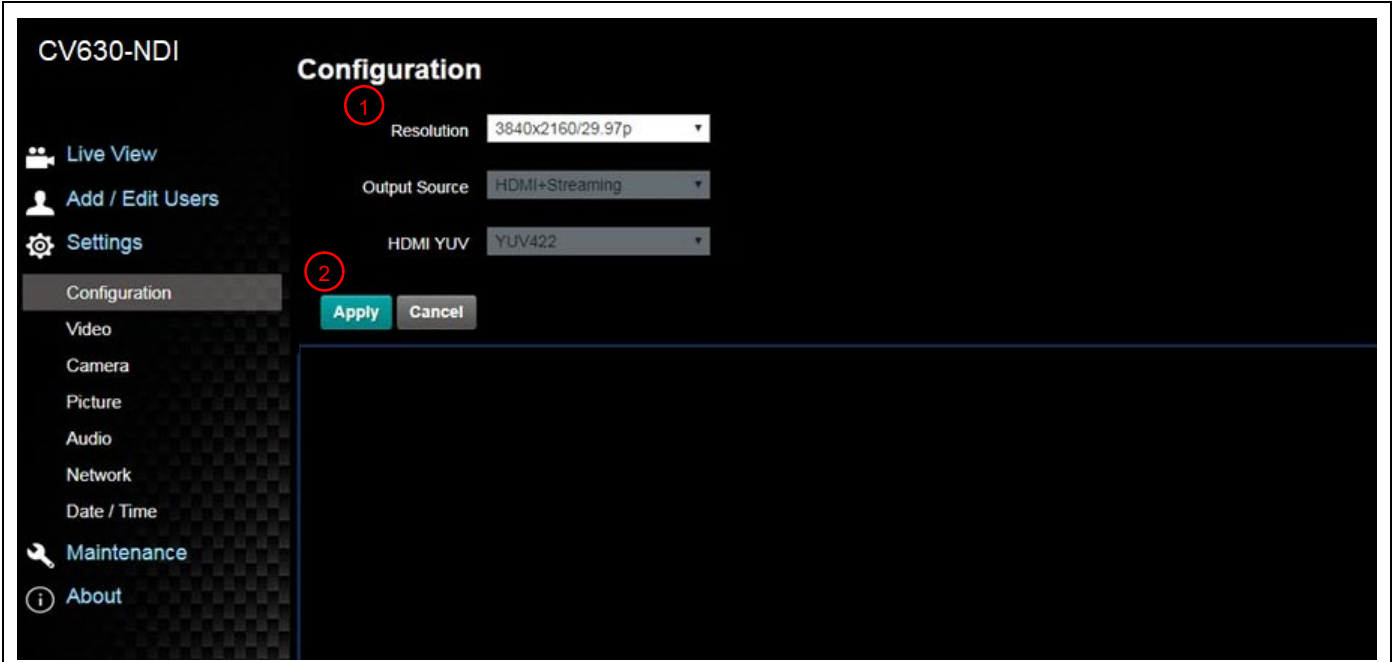 CV630-NDI
Live View
Add / Edit Users
Settings
Configuration
Video
Camera
Picture
Audio
Network
Date / Time
Maintenance
About
Configuration
1
Resolution 3840x2160/29.97p
Output Source HDMI+Streaming
HDMI YUV YUV422
2
Apply Cancel